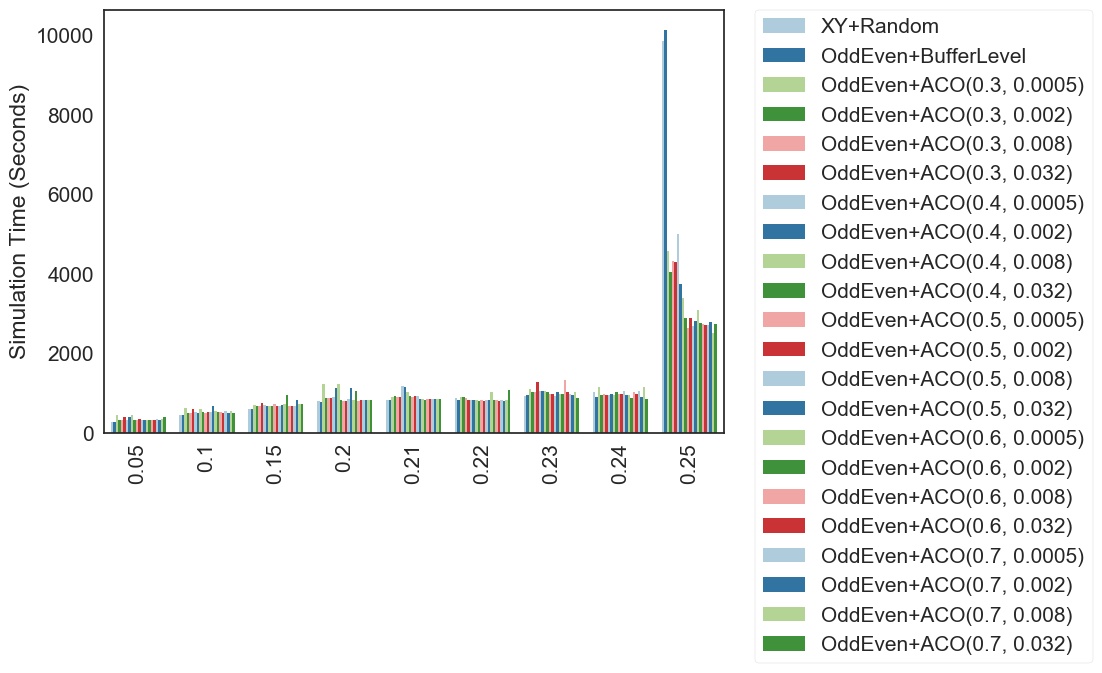 Simulation Time (Seconds)
10000
8000
6000
4000
2000
0
0.05
0.1
0.15
0.2
0.21
0.22
0.23
0.24
0.25
XY+Random
OddEven+BufferLevel
OddEven+ACO(0.3, 0.0005)
OddEven+ACO(0.3, 0.002)
OddEven+ACO(0.3, 0.008)
OddEven+ACO(0.3, 0.032)
OddEven+ACO(0.4, 0.0005)
OddEven+ACO(0.4, 0.002)
OddEven+ACO(0.4, 0.008)
OddEven+ACO(0.4, 0.032)
OddEven+ACO(0.5, 0.0005)
OddEven+ACO(0.5, 0.002)
OddEven+ACO(0.5, 0.008)
OddEven+ACO(0.5, 0.032)
OddEven+ACO(0.6, 0.0005)
OddEven+ACO(0.6, 0.002)
OddEven+ACO(0.6, 0.008)
OddEven+ACO(0.6, 0.032)
OddEven+ACO(0.7, 0.0005)
OddEven+ACO(0.7, 0.002)
OddEven+ACO(0.7, 0.008)
OddEven+ACO(0.7, 0.032)